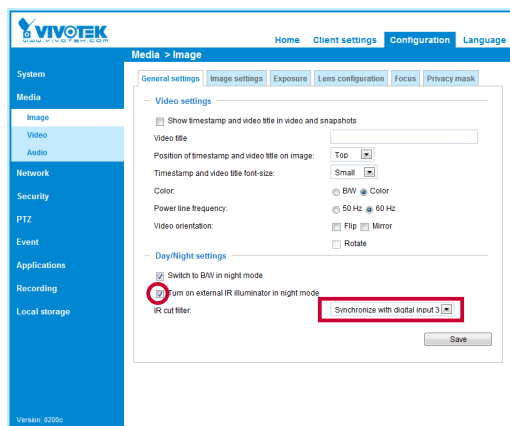 VIVOTEK
WWW.VIVOTEK.COM
Home Client settings Configuration Language
Media > Image
System
Media
Image
Video
Audio
Network
Security
PTZ
Event
Applications
Recording
Local storage
Version: 0200c
General settings Image settings Exposure Lens configuration Focus Privacy mask
Video settings
Show timestamp and video title in video and snapshots
Video title
Position of timestamp and video title on image: Top
Timestamp and video title font-size: Small
Color: B/W Color
Power line frequency: 50 Hz 60 Hz
Video orientation: Flip Mirror
Rotate
Day/Night settings
Switch to B/W in night mode
Turn on external IR illuminator in night mode
IR cut filter: Synchronize with digital input 3
Save